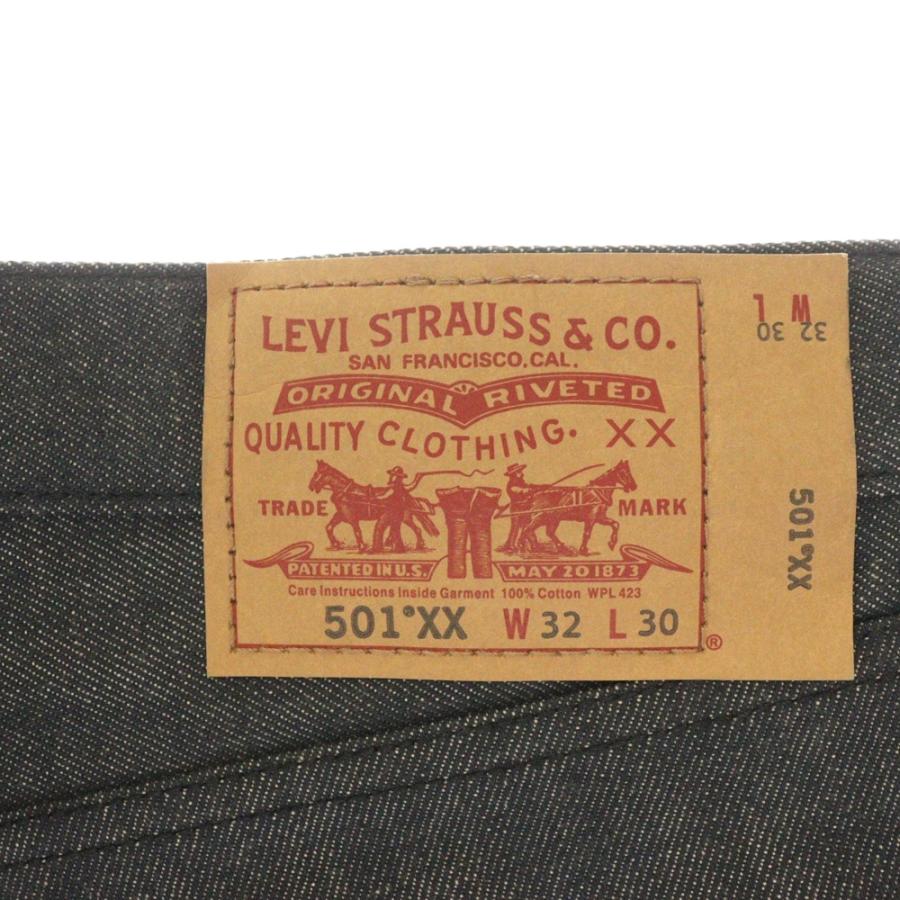 LEVI STRAUSS & CO.
SAN FRANCISCO, CAL.
ORIGINAL RIVETED
QUALITY CLOTHING. XX
TRADE MARK
PATENTED IN U.S. MAY 20 1873
Care Instructions Inside Garment 100% Cotton WPL 423
501®XX W 32 L 30
®
W L
32 30
501®XX